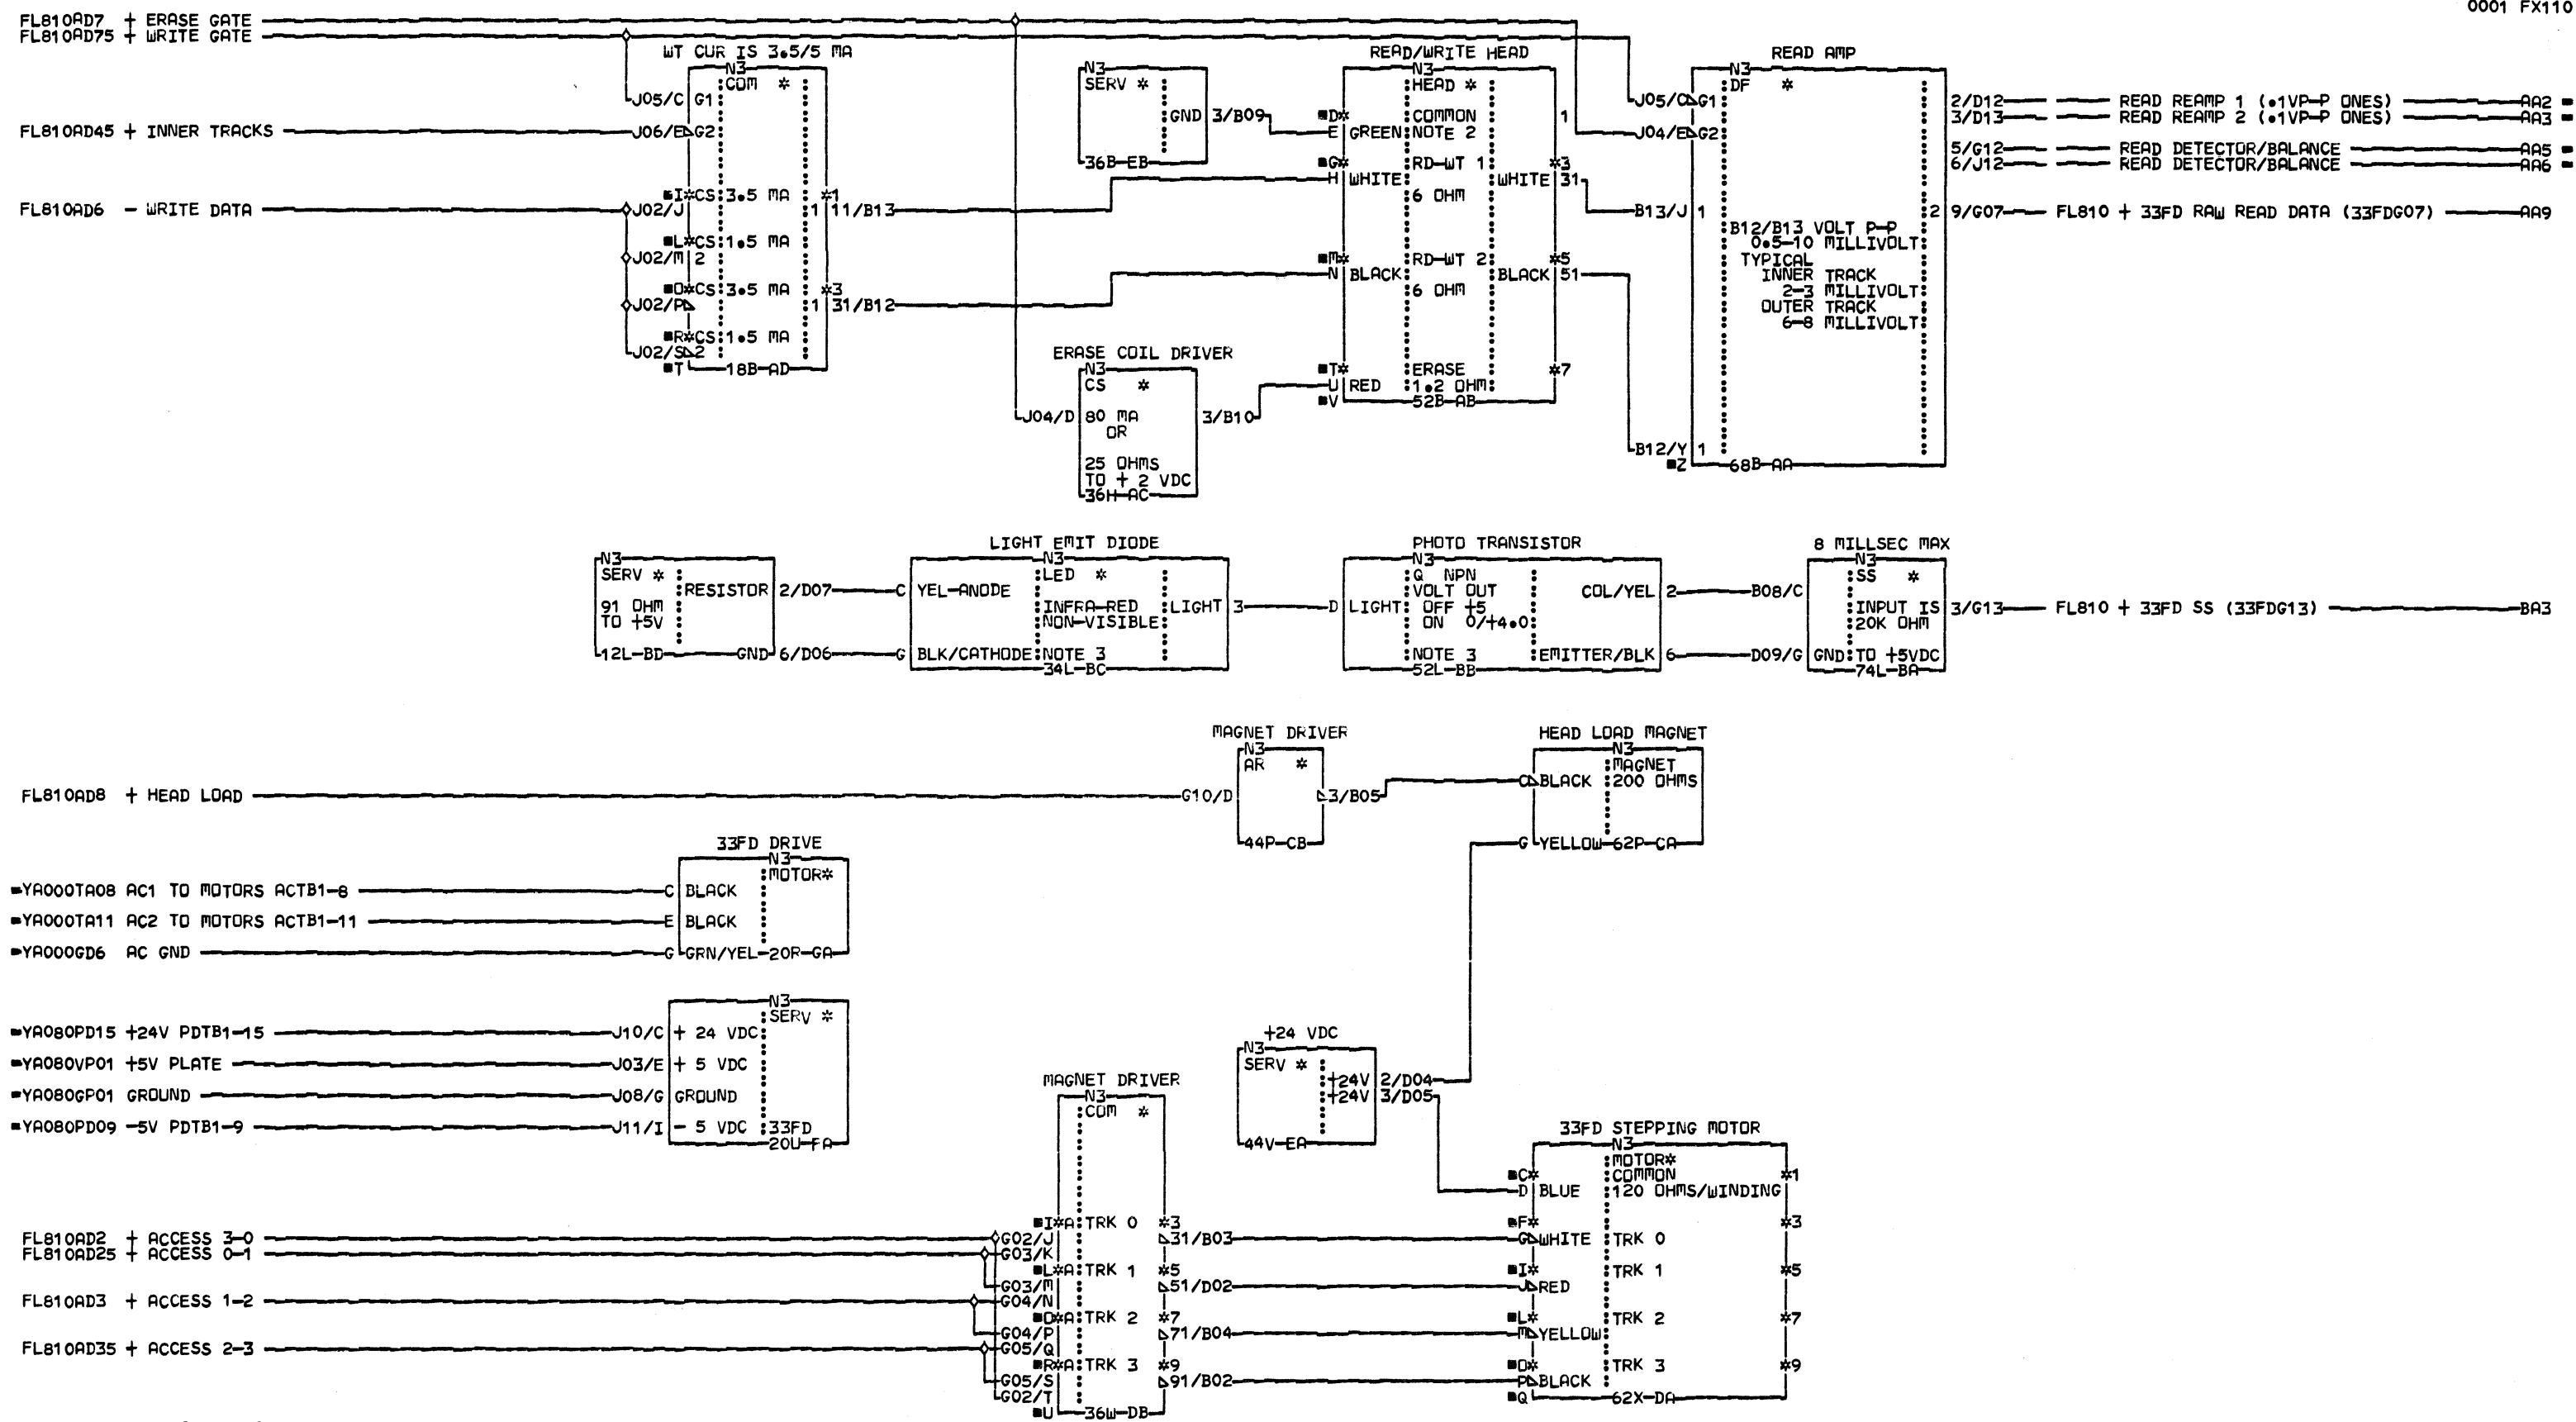 0001 FX110
FL810AD7 + ERASE GATE
FL810AD75 + WRITE GATE
WT CUR IS 3.5/5 MA
N3
COM *
J05/C G1
FL810AD45 + INNER TRACKS
J06/E G2
■I*CS 3.5 MA *1
FL810AD6 - WRITE DATA
J02/J 1 11/B13
■L*CS 1.5 MA
J02/M 2
■O*CS 3.5 MA *3
J02/P 1 31/B12
■R*CS 1.5 MA
J02/S 2
■T 18B-AD
N3
SERV *
GND 3/B09
36B-EB
READ/WRITE HEAD
N3
HEAD *
■D* COMMON 1
E GREEN NOTE 2
■G* RD-WT 1 *3
H WHITE WHITE 31
6 OHM
■M* RD-WT 2 *5
N BLACK BLACK 51
6 OHM
■T* ERASE *7
U RED 1.2 OHM
■V 52B-AB
ERASE COIL DRIVER
N3
CS *
J04/D 80 MA 3/B10
OR
25 OHMS
TO + 2 VDC
36H-AC
READ AMP
N3
DF *
J05/C G1
J04/E G2
B13/J 1
B12/B13 VOLT P-P
0.5-10 MILLIVOLT
TYPICAL
INNER TRACK
2-3 MILLIVOLT
OUTER TRACK
6-8 MILLIVOLT
B12/Y 1
■Z 68B-AA
2/D12 READ REAMP 1 (.1VP-P ONES) AA2 ■
3/D13 READ REAMP 2 (.1VP-P ONES) AA3 ■
5/G12 READ DETECTOR/BALANCE AA5 ■
6/J12 READ DETECTOR/BALANCE AA6 ■
2 9/G07 FL810 + 33FD RAW READ DATA (33FDG07) AA9
N3
SERV *
RESISTOR 2/D07
91 OHM
TO +5V
12L-BD GND 6/D06
LIGHT EMIT DIODE
N3
LED *
C YEL-ANODE
INFRA-RED LIGHT 3
NON-VISIBLE
G BLK/CATHODE NOTE 3
34L-BC
PHOTO TRANSISTOR
N3
Q NPN
VOLT OUT COL/YEL 2
D LIGHT OFF +5
ON 0/+4.0
NOTE 3 EMITTER/BLK 6
52L-BB
8 MILLSEC MAX
N3
SS *
B08/C
INPUT IS 3/G13 FL810 + 33FD SS (33FDG13) BA3
20K OHM
D09/G GND TO +5VDC
74L-BA
FL810AD8 + HEAD LOAD
MAGNET DRIVER
N3
AR *
G10/D 3/B05
44P-CB
HEAD LOAD MAGNET
N3
MAGNET
C BLACK 200 OHMS
G YELLOW 62P-CA
33FD DRIVE
N3
MOTOR*
■YA000TA08 AC1 TO MOTORS ACTB1-8 C BLACK
■YA000TA11 AC2 TO MOTORS ACTB1-11 E BLACK
■YA000GD6 AC GND G GRN/YEL 20R-GA
N3
SERV *
■YA080PD15 +24V PDTB1-15 J10/C + 24 VDC
■YA080VP01 +5V PLATE J03/E + 5 VDC
■YA080GP01 GROUND J08/G GROUND
■YA080PD09 -5V PDTB1-9 J11/I - 5 VDC 33FD
20U-FA
+24 VDC
N3
SERV *
+24V 2/D04
+24V 3/D05
44V-EA
MAGNET DRIVER
N3
COM *
■I*A TRK 0 *3
FL810AD2 + ACCESS 3-0 G02/J 31/B03
FL810AD25 + ACCESS 0-1 G03/K
■L*A TRK 1 *5
G03/M 51/D02
FL810AD3 + ACCESS 1-2 G04/N
■O*A TRK 2 *7
G04/P 71/B04
FL810AD35 + ACCESS 2-3 G05/Q
■R*A TRK 3 *9
G05/S 91/B02
G02/T
■U 36W-DB
33FD STEPPING MOTOR
N3
MOTOR*
■C* COMMON *1
D BLUE 120 OHMS/WINDING
■F* *3
G WHITE TRK 0
■I* TRK 1 *5
J RED
■L* TRK 2 *7
M YELLOW
■O* TRK 3 *9
P BLACK
■Q 62X-DA